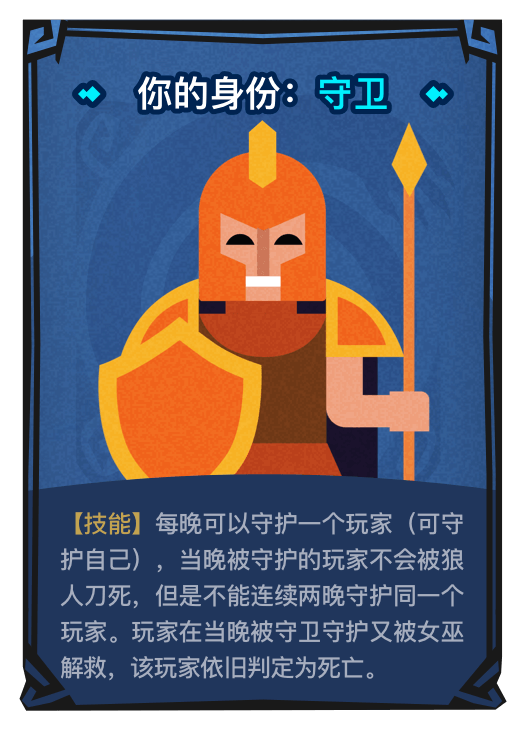 你的身份：守卫
【技能】每晚可以守护一个玩家（可守
护自己），当晚被守护的玩家不会被狼
人刀死，但是不能连续两晚守护同一个
玩家。玩家在当晚被守卫守护又被女巫
解救，该玩家依旧判定为死亡。